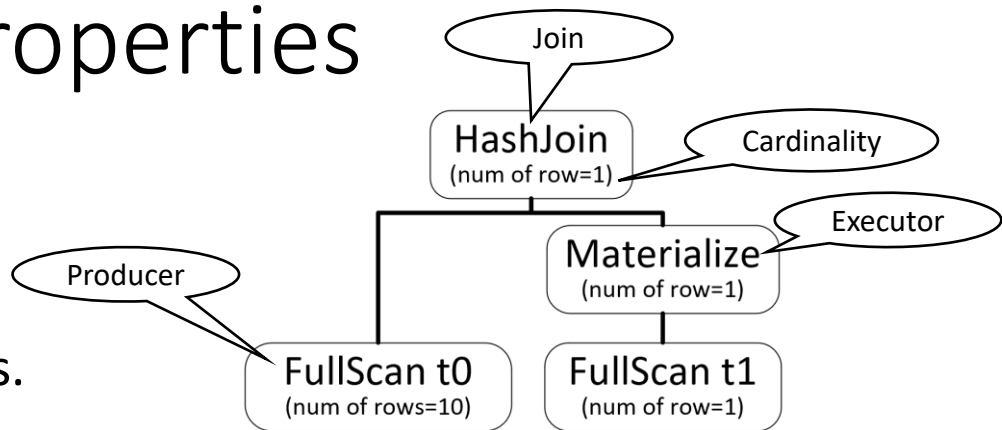 roperties
Join
HashJoin
(num of row=1)
Cardinality
Executor
Materialize
(num of row=1)
Producer
s.
FullScan t0
(num of rows=10)
FullScan t1
(num of row=1)